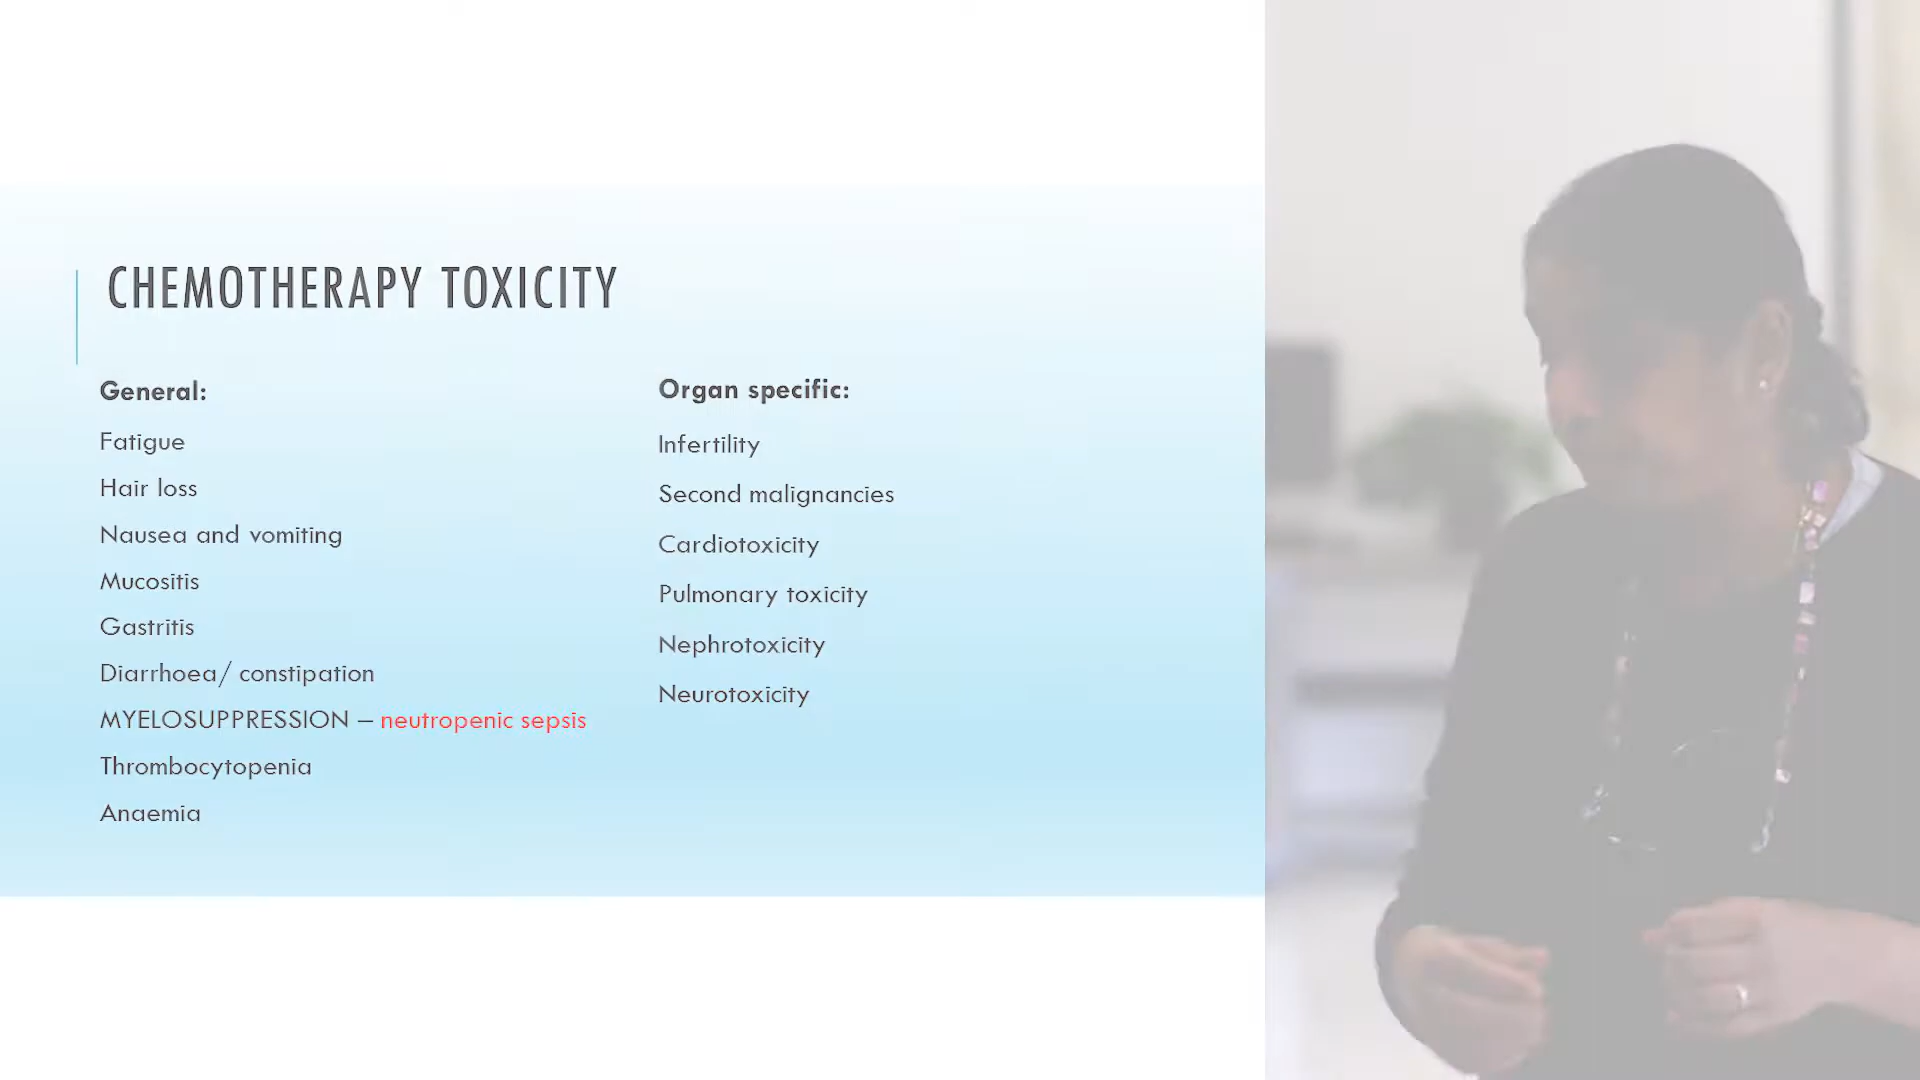 CHEMOTHERAPY TOXICITY
General:
Fatigue
Hair loss
Nausea and vomiting
Mucositis
Gastritis
Diarrhoea/ constipation
MYELOSUPPRESSION – neutropenic sepsis
Thrombocytopenia
Anaemia
Organ specific:
Infertility
Second malignancies
Cardiotoxicity
Pulmonary toxicity
Nephrotoxicity
Neurotoxicity